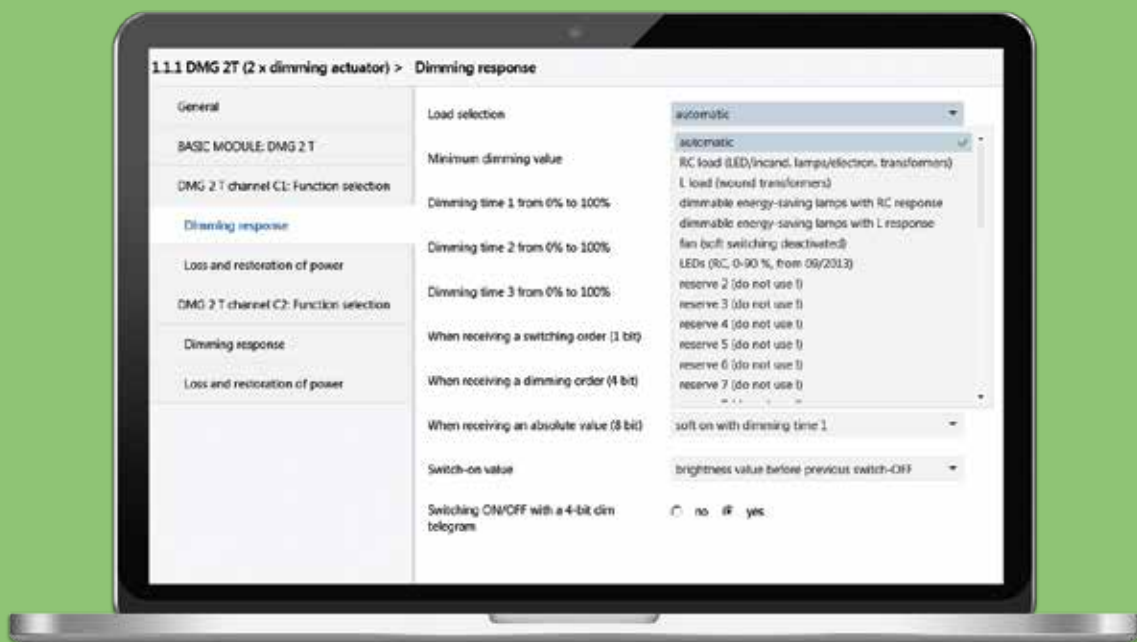 1.1.1 DMG 2T (2 x dimming actuator) > Dimming response
General
BASIC MODULE: DMG 2 T
DMG 2 T channel C1: Function selection
Dimming response
Loss and restoration of power
DMG 2 T channel C2: Function selection
Dimming response
Loss and restoration of power
Load selection
automatic
automatic
RC load (LED/incand. lamps/electron. transformers)
L load (wound transformers)
dimmable energy-saving lamps with RC response
dimmable energy-saving lamps with L response
fan (soft switching deactivated)
LEDs (RC, 0-90 %, from 09/2013)
reserve 2 (do not use !)
reserve 3 (do not use !)
reserve 4 (do not use !)
reserve 5 (do not use !)
reserve 6 (do not use !)
reserve 7 (do not use !)
Minimum dimming value
Dimming time 1 from 0% to 100%
Dimming time 2 from 0% to 100%
Dimming time 3 from 0% to 100%
When receiving a switching order (1 bit)
When receiving a dimming order (4 bit)
When receiving an absolute value (8 bit)
soft on with dimming time 1
Switch-on value
brightness value before previous switch-OFF
Switching ON/OFF with a 4-bit dim
telegram
no yes